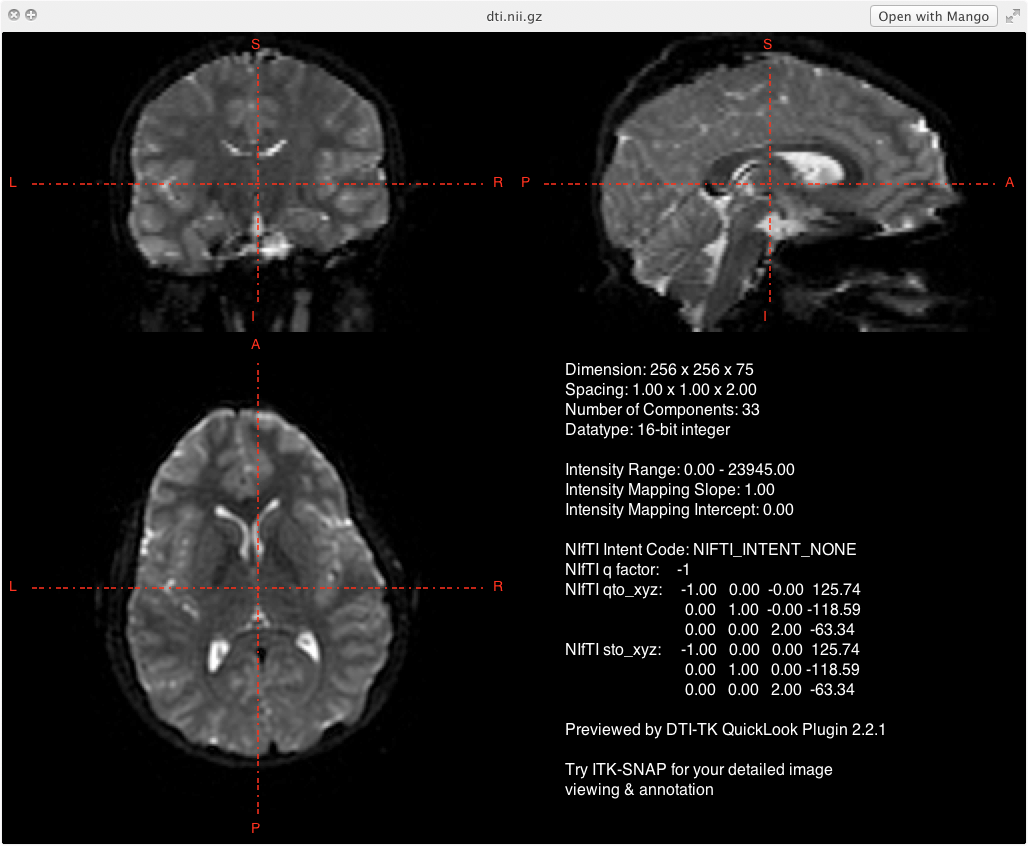 dti.nii.gz
Open with Mango
S
L
R
I
S
P
A
I
A
L
R
P
Dimension: 256 x 256 x 75
Spacing: 1.00 x 1.00 x 2.00
Number of Components: 33
Datatype: 16-bit integer
Intensity Range: 0.00 - 23945.00
Intensity Mapping Slope: 1.00
Intensity Mapping Intercept: 0.00
NIfTI Intent Code: NIFTI_INTENT_NONE
NIfTI q factor: -1
NIfTI qto_xyz: -1.00 0.00 -0.00 125.74
0.00 1.00 -0.00 -118.59
0.00 0.00 2.00 -63.34
NIfTI sto_xyz: -1.00 0.00 0.00 125.74
0.00 1.00 0.00 -118.59
0.00 0.00 2.00 -63.34
Previewed by DTI-TK QuickLook Plugin 2.2.1
Try ITK-SNAP for your detailed image
viewing & annotation